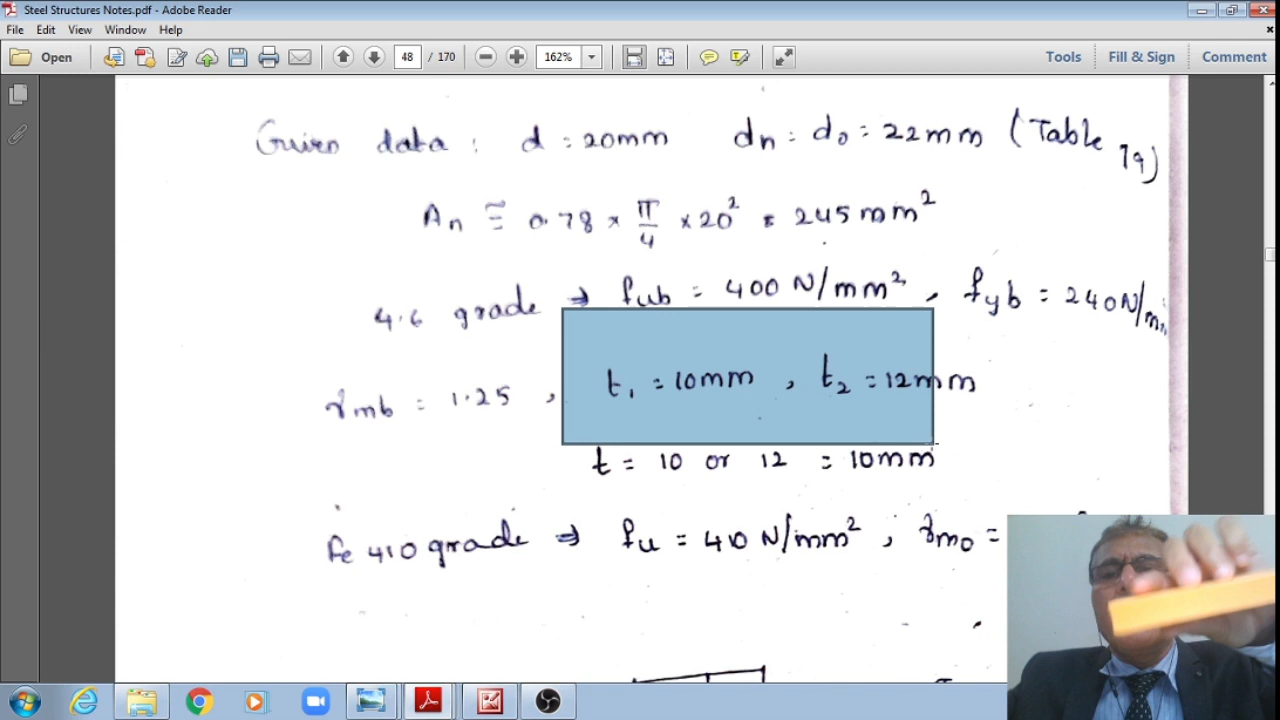 Steel Structures Notes.pdf - Adobe Reader
File Edit View Window Help
Open 48 / 170 162% Tools Fill & Sign Comment
Given data : d = 20mm dn = do = 22mm (Table 19)
An ≅ 0.78 × π/4 × 20² = 245 mm²
4.6 grade ⇒ fub = 400 N/mm², fyb = 240 N/m
γmb = 1.25 , t₁ = 10mm , t₂ = 12mm
t = 10 or 12 = 10mm
Fe 410 grade ⇒ fu = 410 N/mm² ; γmo =